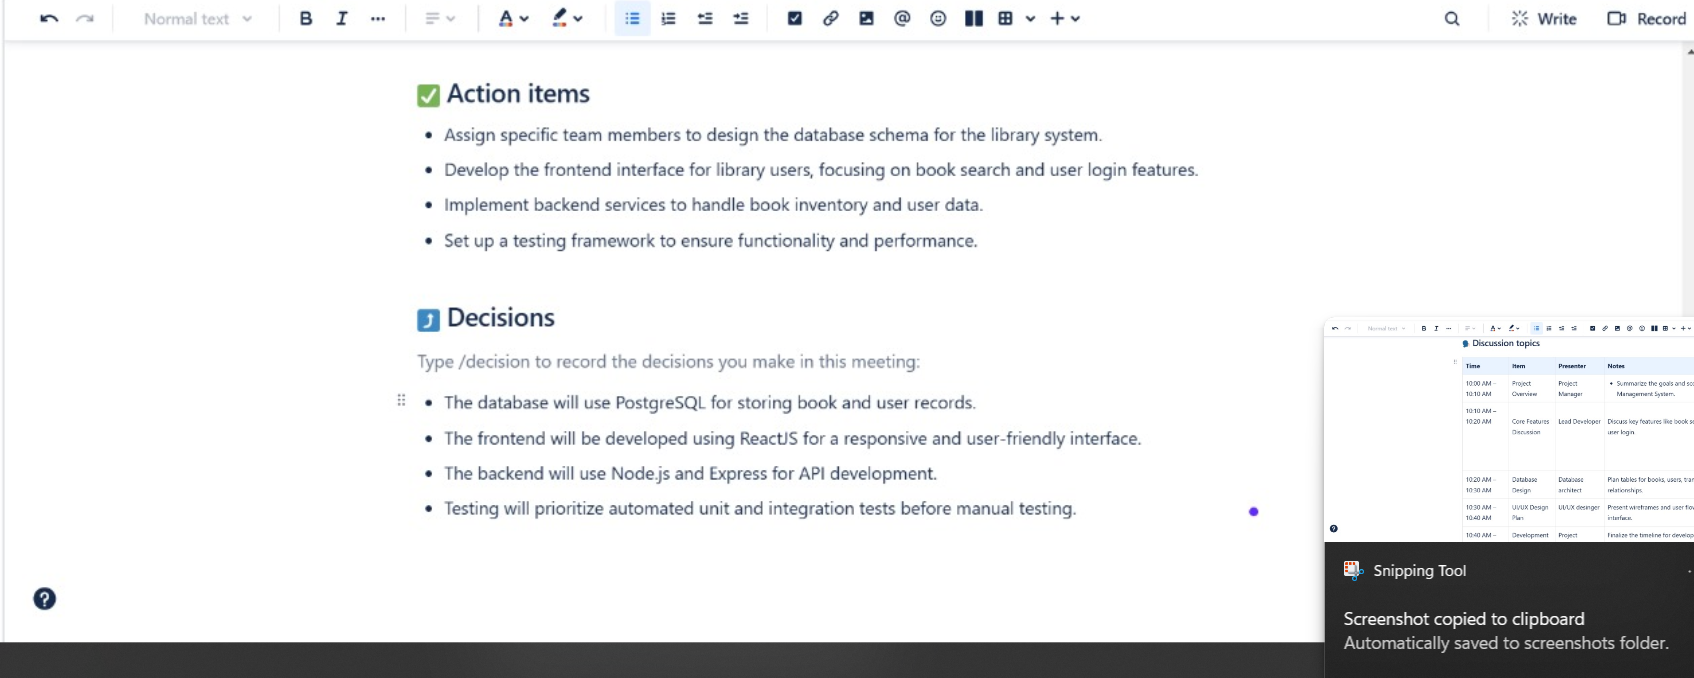 Normal text
B
I
A
Write
Record
Action items
Assign specific team members to design the database schema for the library system.
Develop the frontend interface for library users, focusing on book search and user login features.
Implement backend services to handle book inventory and user data.
Set up a testing framework to ensure functionality and performance.
Decisions
Type /decision to record the decisions you make in this meeting:
The database will use PostgreSQL for storing book and user records.
The frontend will be developed using ReactJS for a responsive and user-friendly interface.
The backend will use Node.js and Express for API development.
Testing will prioritize automated unit and integration tests before manual testing.
Normal text
Discussion topics
Time Item Presenter Notes
10:00 AM - Project Project Summarize the goals and
10:10 AM Overview Manager Management System.
10:10 AM -
10:20 AM Core Features Lead Developer Discuss key features like book
Discussion user login
10:20 AM - Database Database Plan tables for books, users,
10:30 AM Design architect relationships.
10:30 AM - UI/UX Design UI/UX desinger Present wireframes and user
10:40 AM Plan interface.
10:40 AM - Development Project Finalize the timeline for
Snipping Tool
Screenshot copied to clipboard
Automatically saved to screenshots folder.